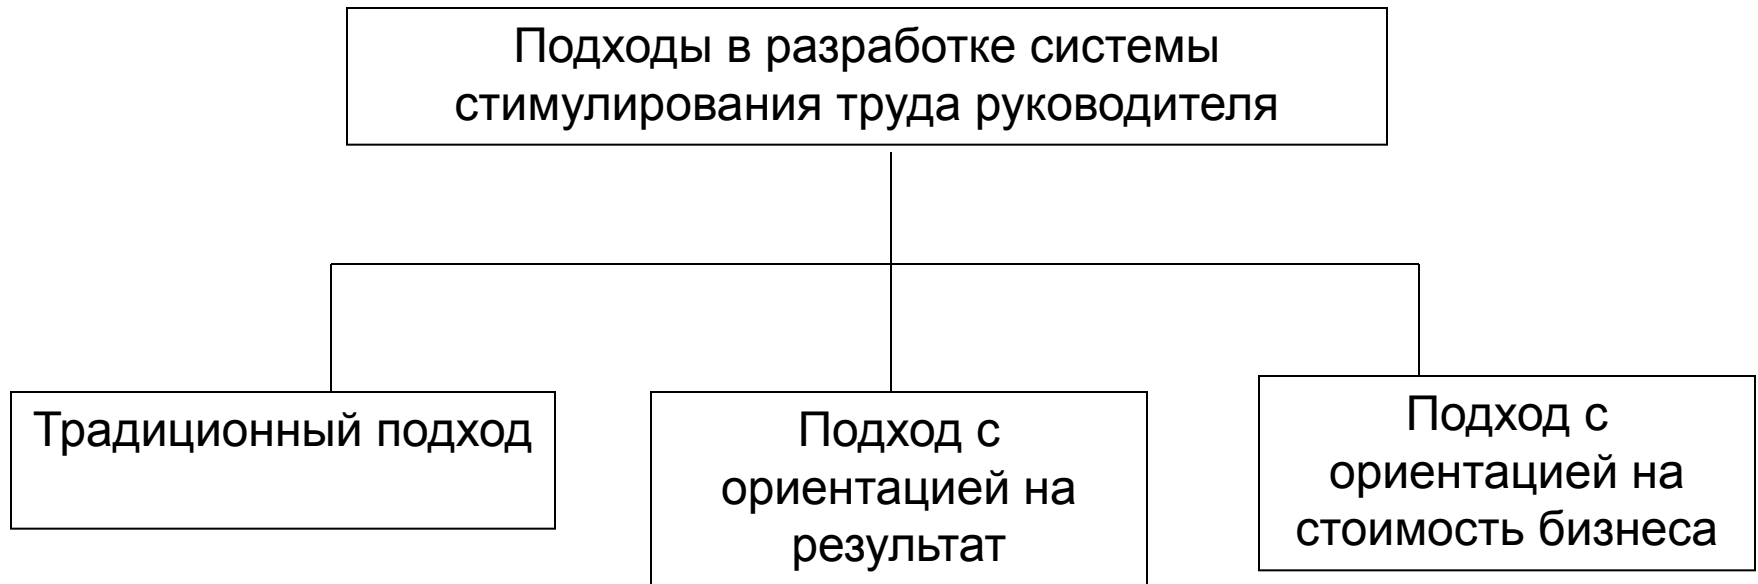 Подходы в разработке системы
стимулирования труда руководителя
Традиционный подход
Подход с
ориентацией на
результат
Подход с
ориентацией на
стоимость бизнеса